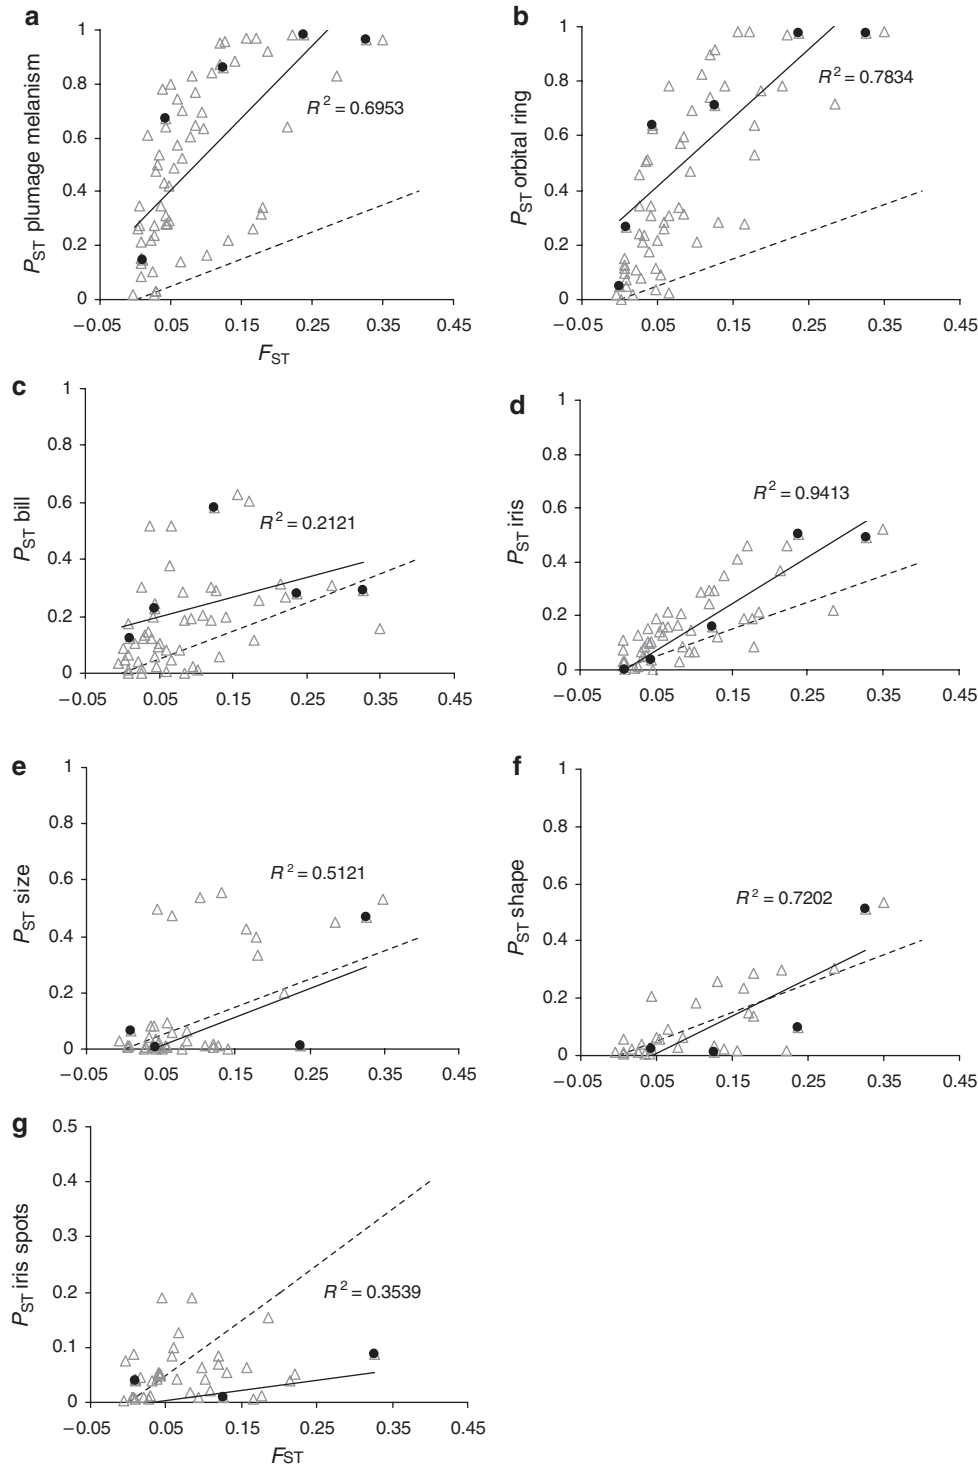 a
1
0.8
0.6
0.4
0.2
0
−0.05 0.05 0.15 0.25 0.35 0.45
PST plumage melanism
FST
R2 = 0.6953
b
1
0.8
0.6
0.4
0.2
0
−0.05 0.05 0.15 0.25 0.35 0.45
PST orbital ring
R2 = 0.7834
c
1
0.8
0.6
0.4
0.2
0
−0.05 0.05 0.15 0.25 0.35 0.45
PST bill
R2 = 0.2121
d
1
0.8
0.6
0.4
0.2
0
−0.05 0.05 0.15 0.25 0.35 0.45
PST iris
R2 = 0.9413
e
1
0.8
0.6
0.4
0.2
0
−0.05 0.05 0.15 0.25 0.35 0.45
PST size
R2 = 0.5121
f
1
0.8
0.6
0.4
0.2
0
−0.05 0.05 0.15 0.25 0.35 0.45
PST shape
R2 = 0.7202
g
0.5
0.4
0.3
0.2
0.1
0
−0.05 0.05 0.15 0.25 0.35 0.45
PST iris spots
FST
R2 = 0.3539